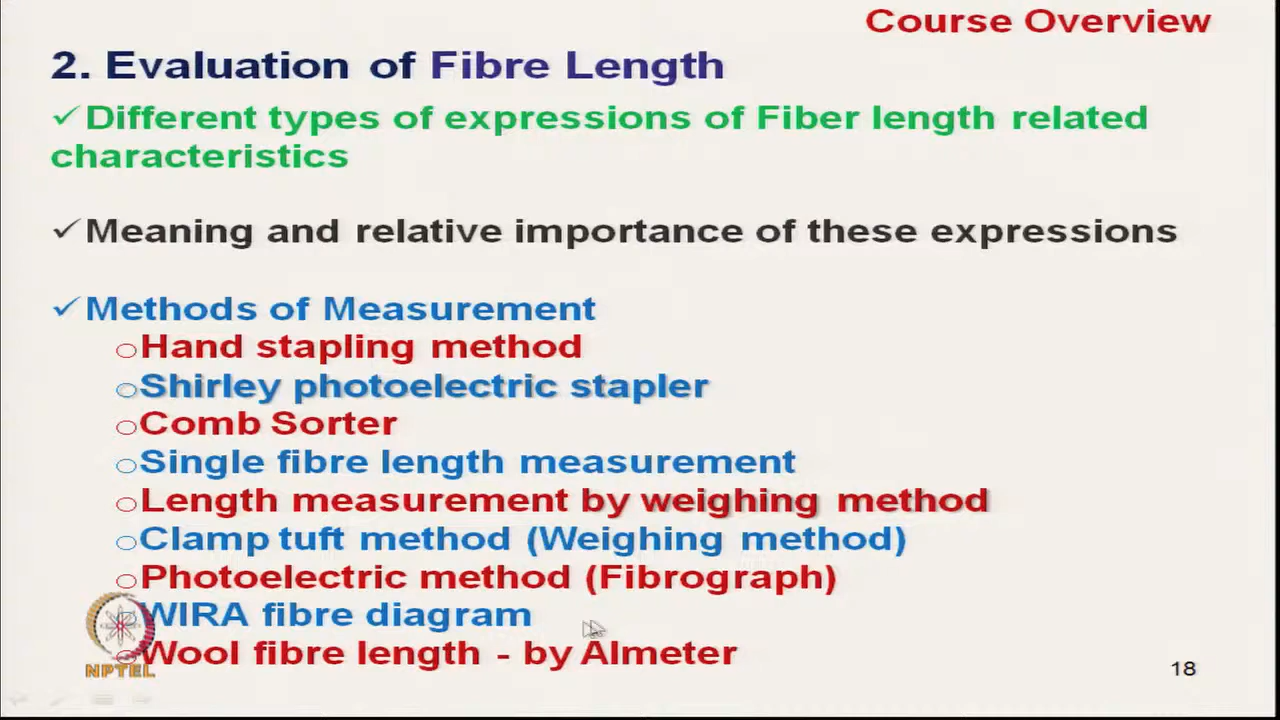 Course Overview
2. Evaluation of Fibre Length
✓Different types of expressions of Fiber length related
characteristics
✓Meaning and relative importance of these expressions
✓Methods of Measurement
○Hand stapling method
○Shirley photoelectric stapler
○Comb Sorter
○Single fibre length measurement
○Length measurement by weighing method
○Clamp tuft method (Weighing method)
○Photoelectric method (Fibrograph)
WIRA fibre diagram
○Wool fibre length - by Almeter
NPTEL
18